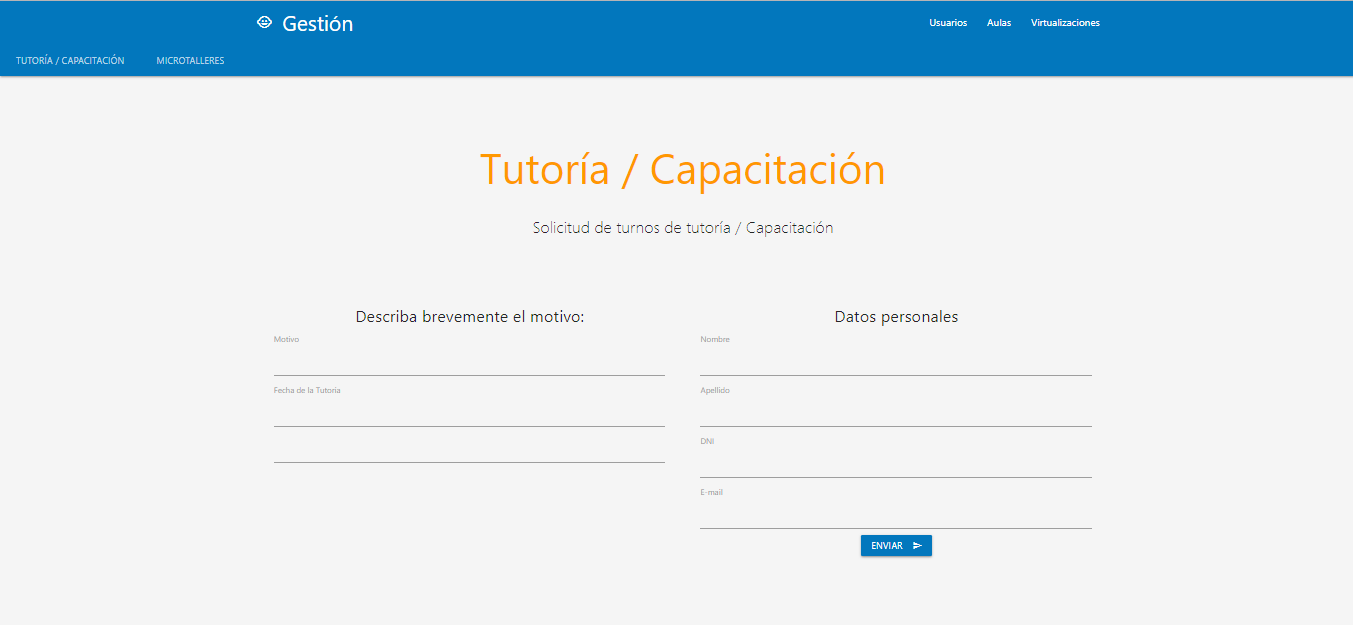 Gestión
Usuarios Aulas Virtualizaciones
TUTORÍA / CAPACITACIÓN MICROTALLERES
Tutoría / Capacitación
Solicitud de turnos de tutoría / Capacitación
Describa brevemente el motivo:
Motivo
Fecha de la Tutoria
Datos personales
Nombre
Apellido
DNI
E-mail
ENVIAR